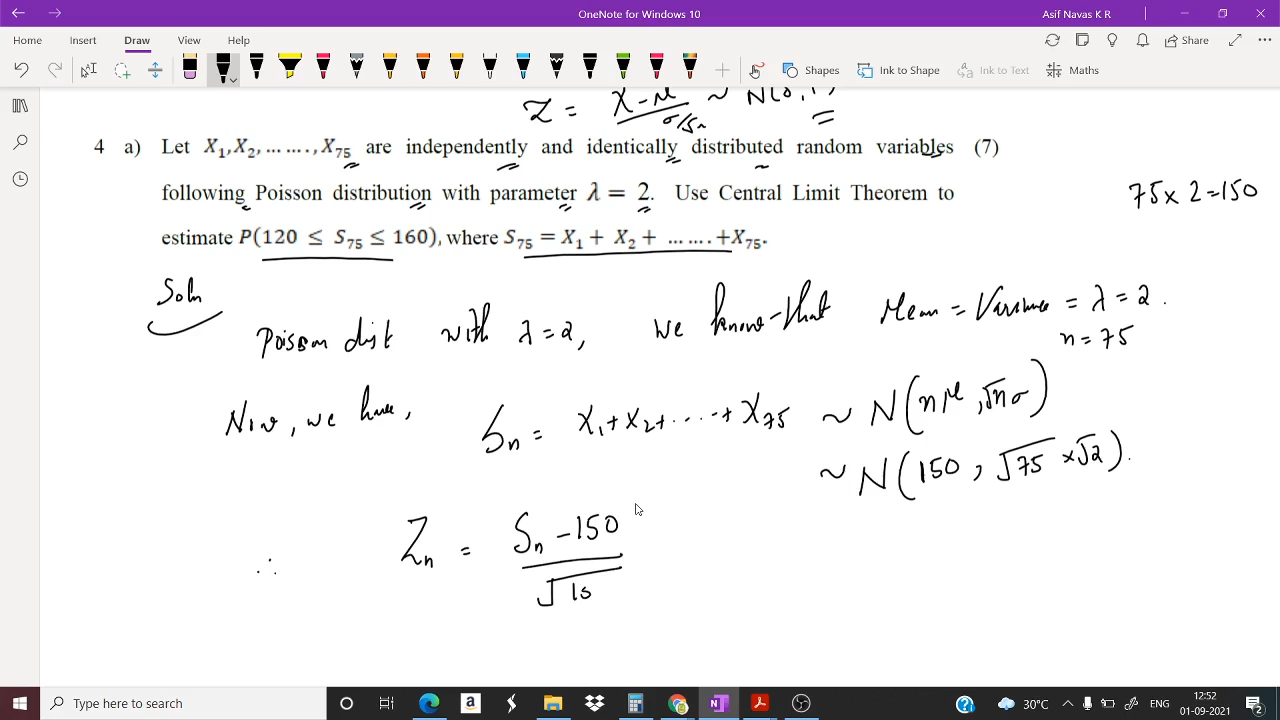 OneNote for Windows 10
Asif Navas K R
Home Insert Draw View Help
Share
Shapes Ink to Shape Ink to Text Maths
Z = X - μ ~ N(0, 1)
σ/√n
4 a) Let X₁, X₂, ... ..., X₇₅ are independently and identically distributed random variables (7)
following Poisson distribution with parameter λ = 2. Use Central Limit Theorem to
75 x 2 = 150
estimate P(120 ≤ S₇₅ ≤ 160), where S₇₅ = X₁ + X₂ + ... ... .+X₇₅.
Soln
Poisson dist with λ = 2, we know that Mean = Variance = λ = 2.
n = 75
Now, we have, Sₙ = X₁ + X₂ + ..... + X₇₅ ~ N(nμ, √n σ)
~ N(150, √75 x √2).
∴ Zₙ = Sₙ - 150
√15
Type here to search
30°C
12:52
01-09-2021